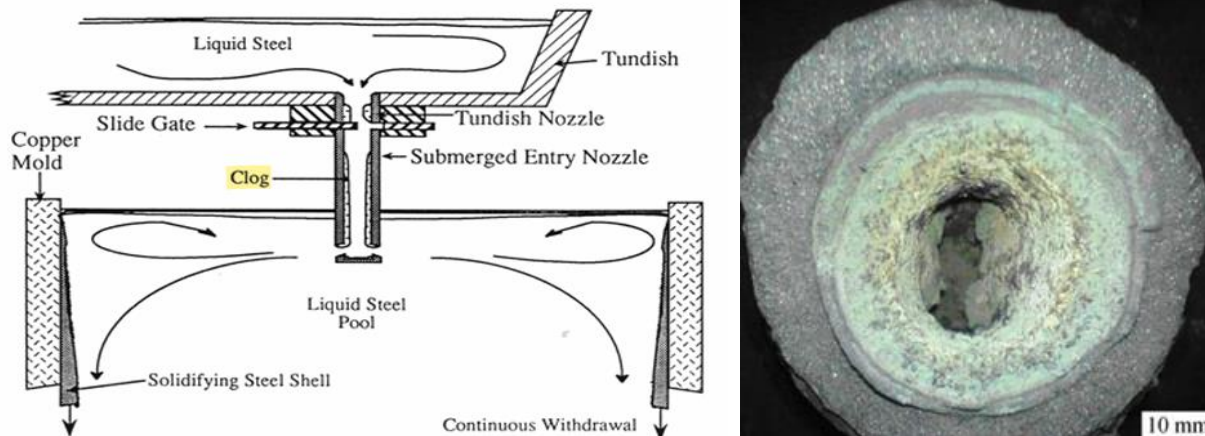 Liquid Steel
Tundish
Tundish Nozzle
Slide Gate
Copper
Mold
Submerged Entry Nozzle
Clog
Liquid Steel
Pool
Solidifying Steel Shell
Continuous Withdrawal
10 mm